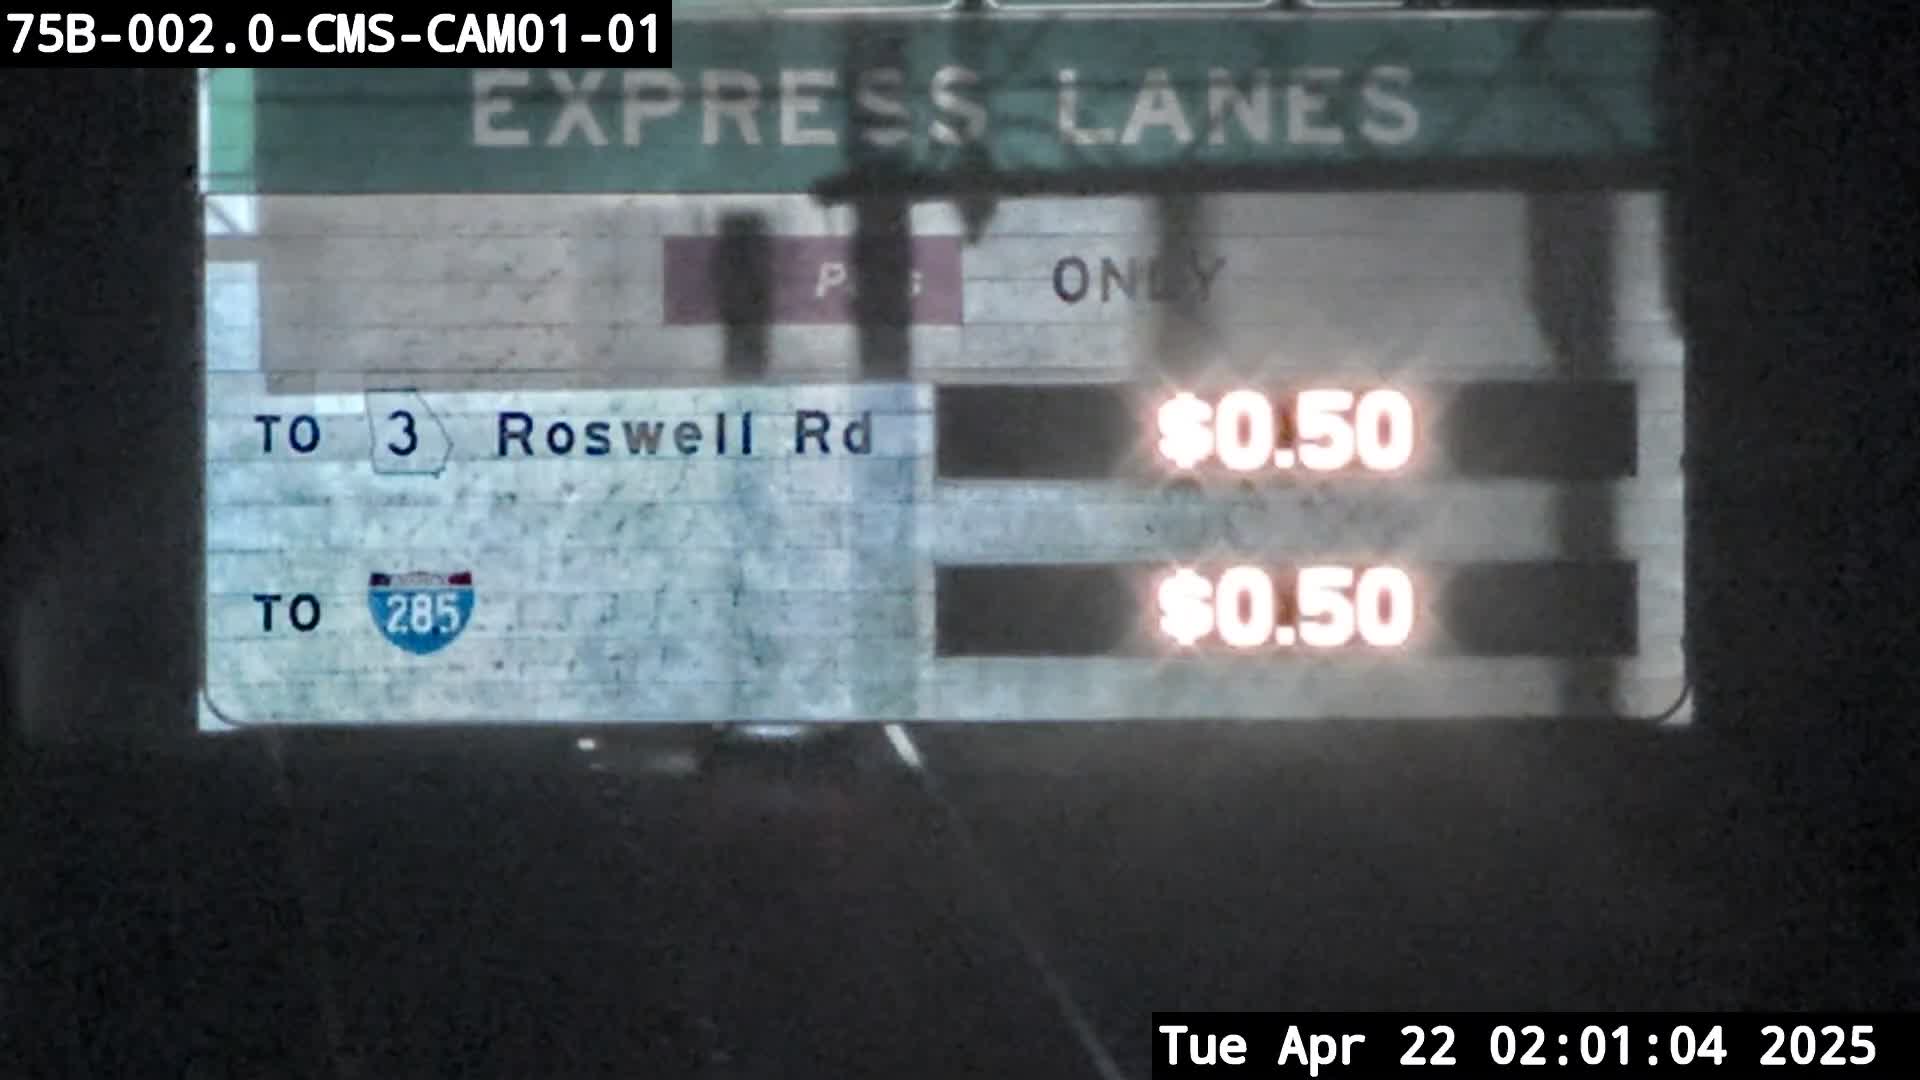 75B-002.0-CMS-CAM01-01
EXPRESS LANES
ONLY
TO 3 Roswell Rd $0.50
TO 285 $0.50
Tue Apr 22 02:01:04 2025